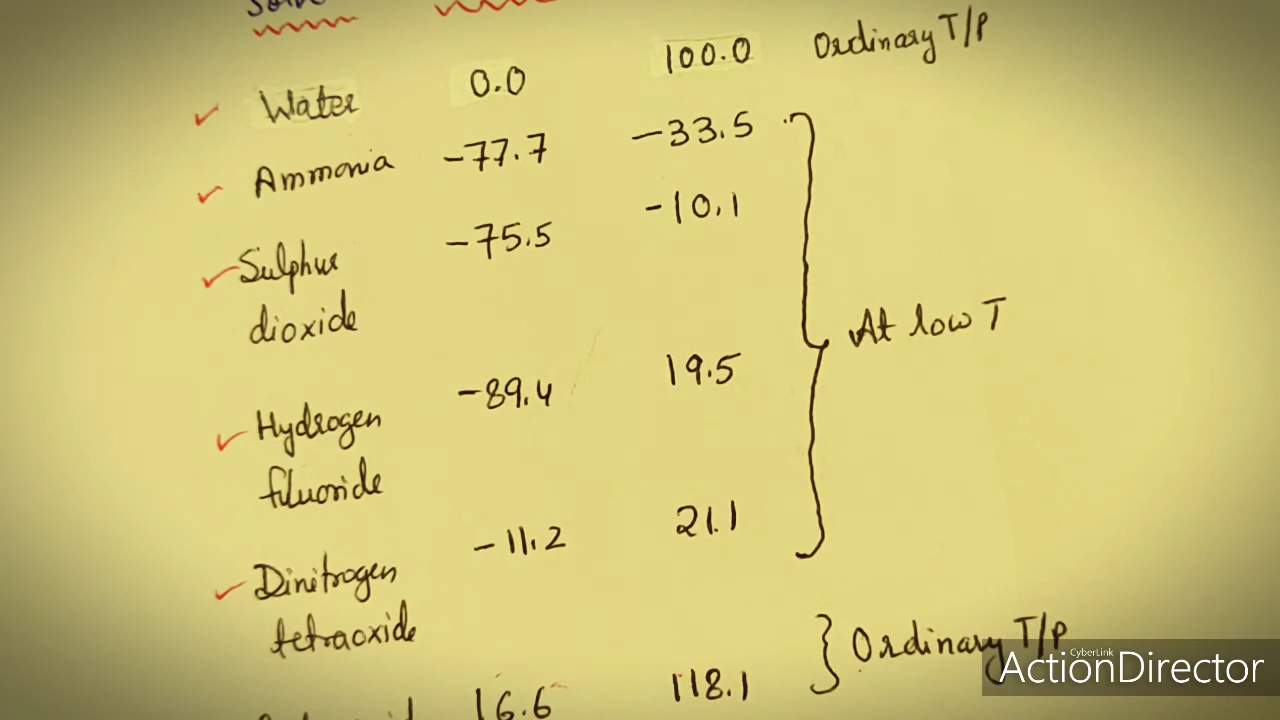 Water 0.0 100.0 Ordinary T/P
Ammonia -77.7 -33.5
Sulphur -75.5 -10.1
dioxide
At low T
Hydrogen -89.4 19.5
fluoride
Dinitrogen -11.2 21.1
tetraoxide
16.6 118.1 Ordinary T/P
CyberLink
ActionDirector